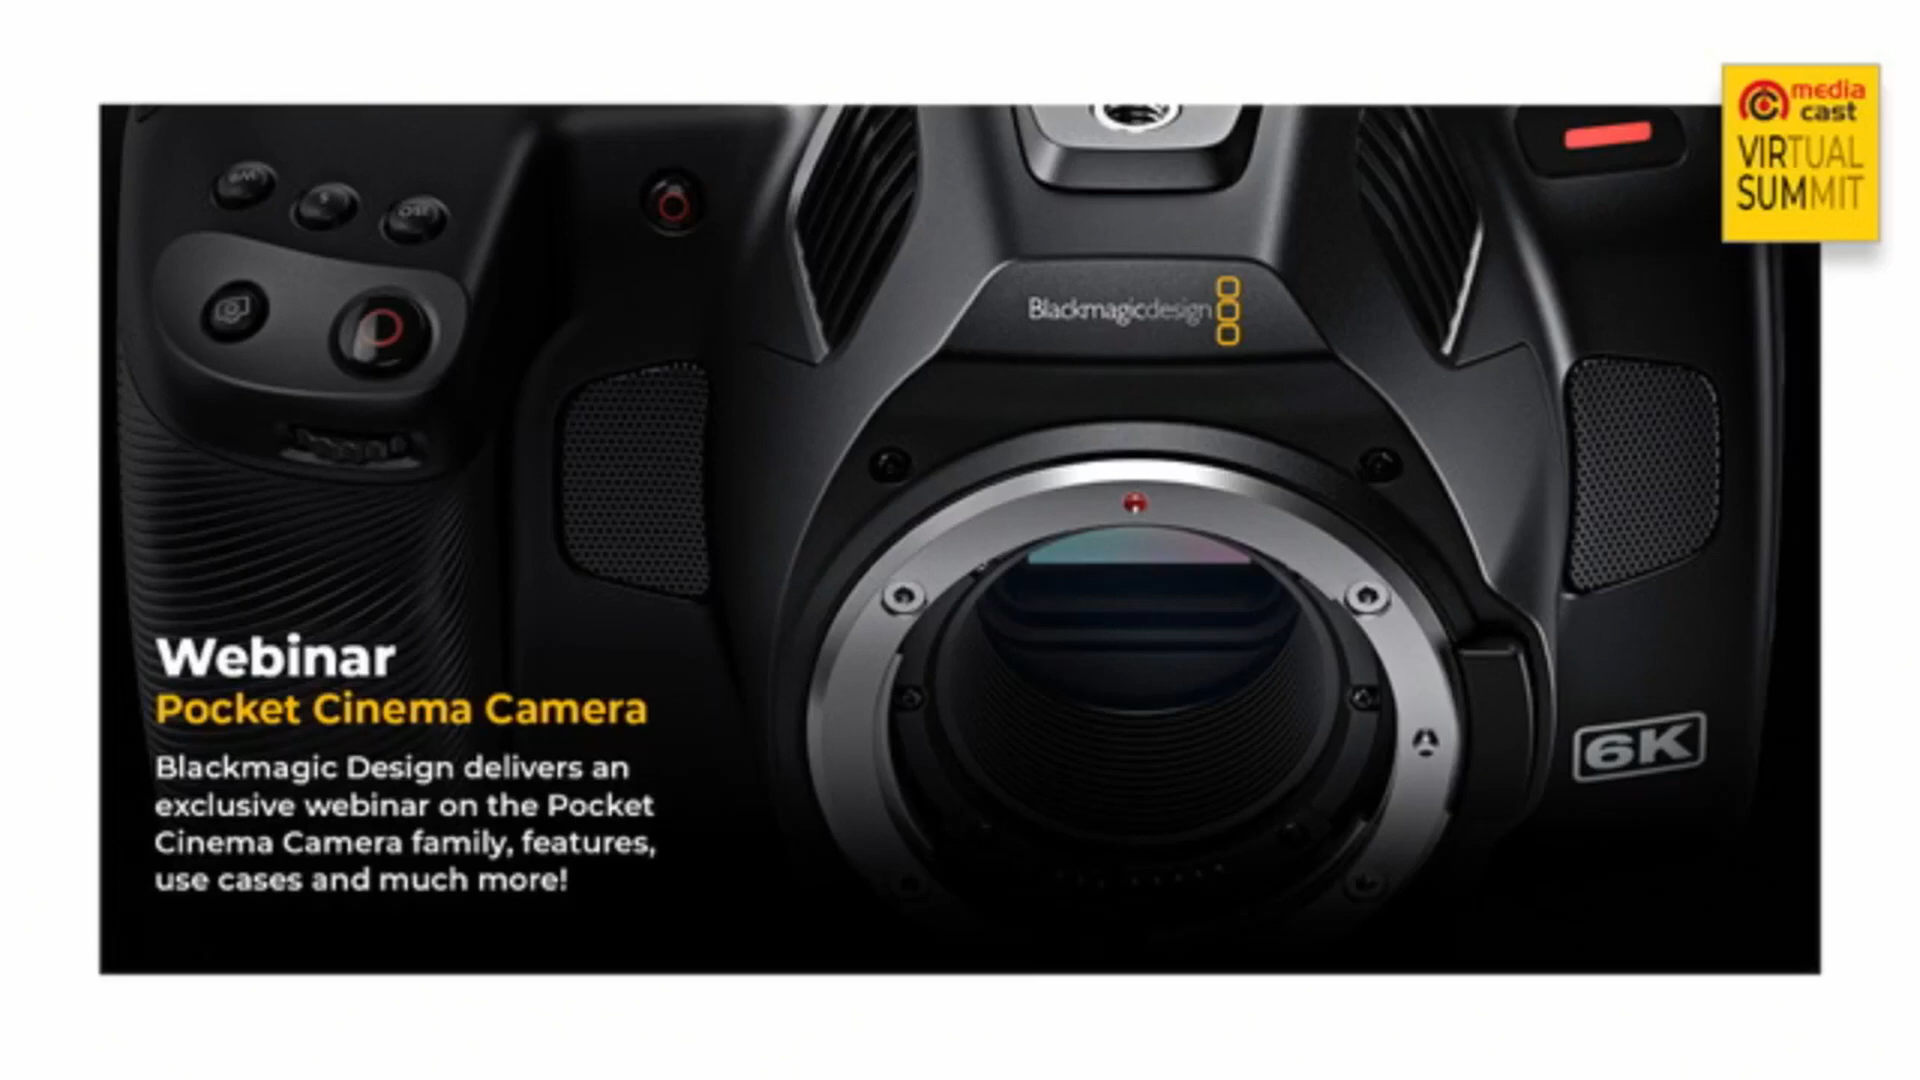 media
cast
VIRTUAL
SUMMIT
Blackmagicdesign
Webinar
Pocket Cinema Camera
Blackmagic Design delivers an
exclusive webinar on the Pocket
Cinema Camera family, features,
use cases and much more!
6K